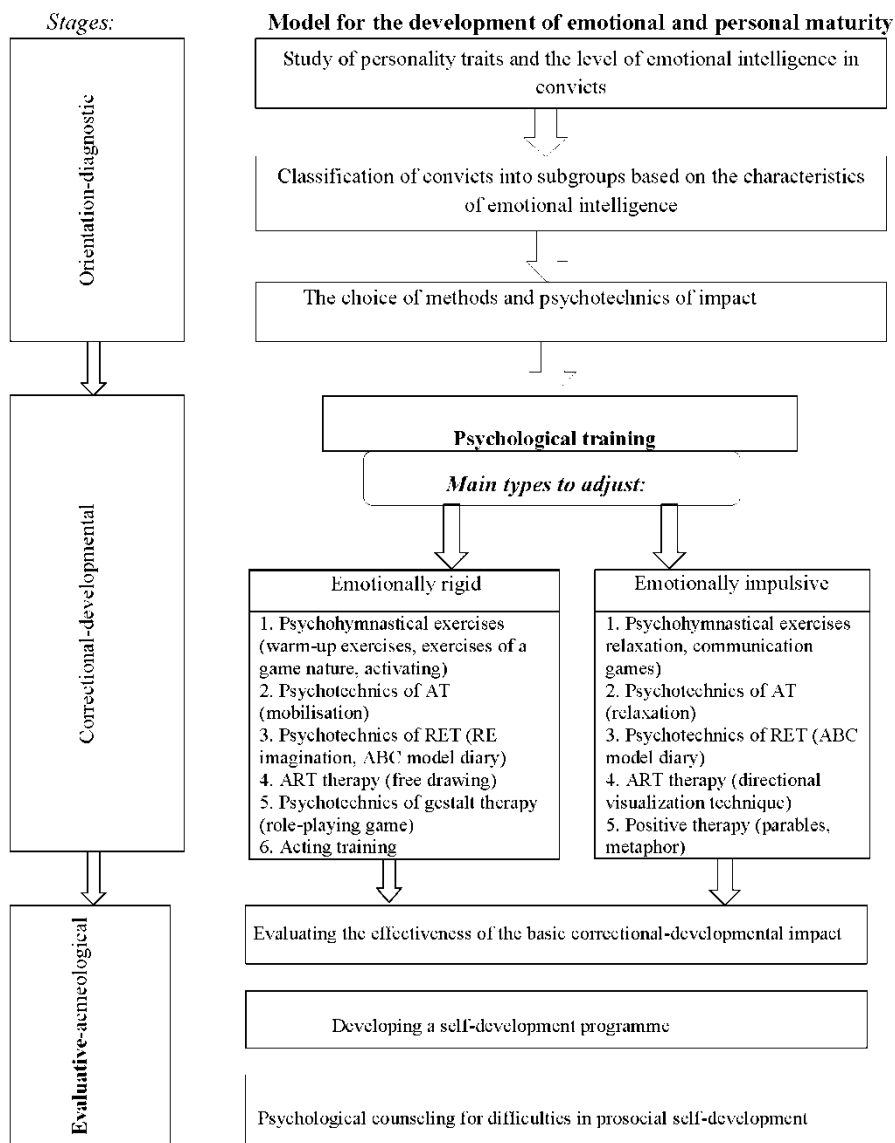 Stages:
Model for the development of emotional and personal maturity
Orientation-diagnostic
Study of personality traits and the level of emotional intelligence in
convicts
Classification of convicts into subgroups based on the characteristics
of emotional intelligence
The choice of methods and psychotechnics of impact
Correctional-developmental
Psychological training
Main types to adjust:
Emotionally rigid
1. Psychohymnastical exercises
(warm-up exercises, exercises of a
game nature, activating)
2. Psychotechnics of AT
(mobilisation)
3. Psychotechnics of RET (RE
imagination, ABC model diary)
4. ART therapy (free drawing)
5. Psychotechnics of gestalt therapy
(role-playing game)
6. Acting training
Emotionally impulsive
1. Psychohymnastical exercises
relaxation, communication
games)
2. Psychotechnics of AT
(relaxation)
3. Psychotechnics of RET (ABC
model diary)
4. ART therapy (directional
visualization technique)
5. Positive therapy (parables,
metaphor)
Evaluative-acmeological
Evaluating the effectiveness of the basic correctional-developmental impact
Developing a self-development programme
Psychological counseling for difficulties in prosocial self-development